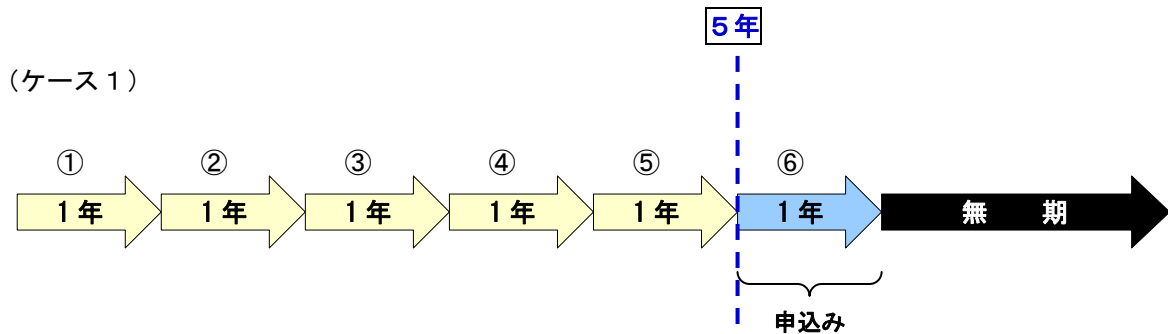 5年
（ケース１）
① ② ③ ④ ⑤ ⑥
１年 １年 １年 １年 １年 １年 無　期
申込み